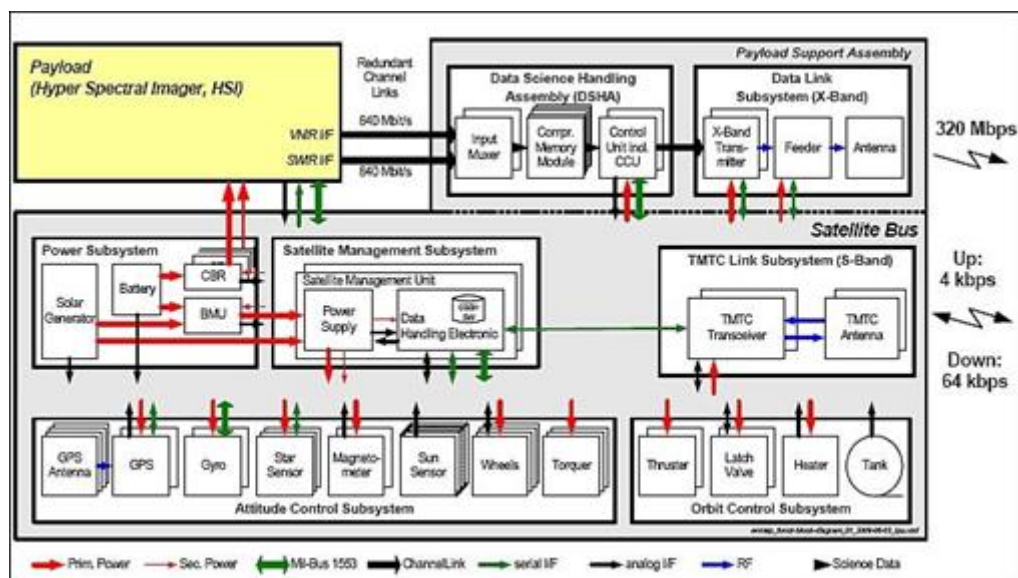 Payload
(Hyper Spectral Imager, HSI)
VNIR I/F
SWIR I/F
Redundant
Channel
Links
640 Mbit/s
640 Mbit/s
Payload Support Assembly
Data Science Handling
Assembly (DSHA)
Input
Muxer
Compr.
Memory
Module
Control
Unit incl.
CCU
Data Link
Subsystem (X-Band)
X-Band
Trans-
mitter
Feeder
Antenna
320 Mbps
Satellite Bus
Power Subsystem
Solar
Generator
Battery
CBR
BMU
Satellite Management Subsystem
Satellite Management Unit
Power
Supply
Data
Handling Electronic
TMTC Link Subsystem (S-Band)
TMTC
Transceiver
TMTC
Antenna
Up:
4 kbps
Down:
64 kbps
GPS
Antenna
GPS
Gyro
Star
Sensor
Magneto-
meter
Sun
Sensor
Wheels
Torquer
Attitude Control Subsystem
Thruster
Latch
Valve
Heater
Tank
Orbit Control Subsystem
Prim. Power
Sec. Power
Mil-Bus 1553
ChannelLink
serial I/F
analog I/F
RF
Science Data